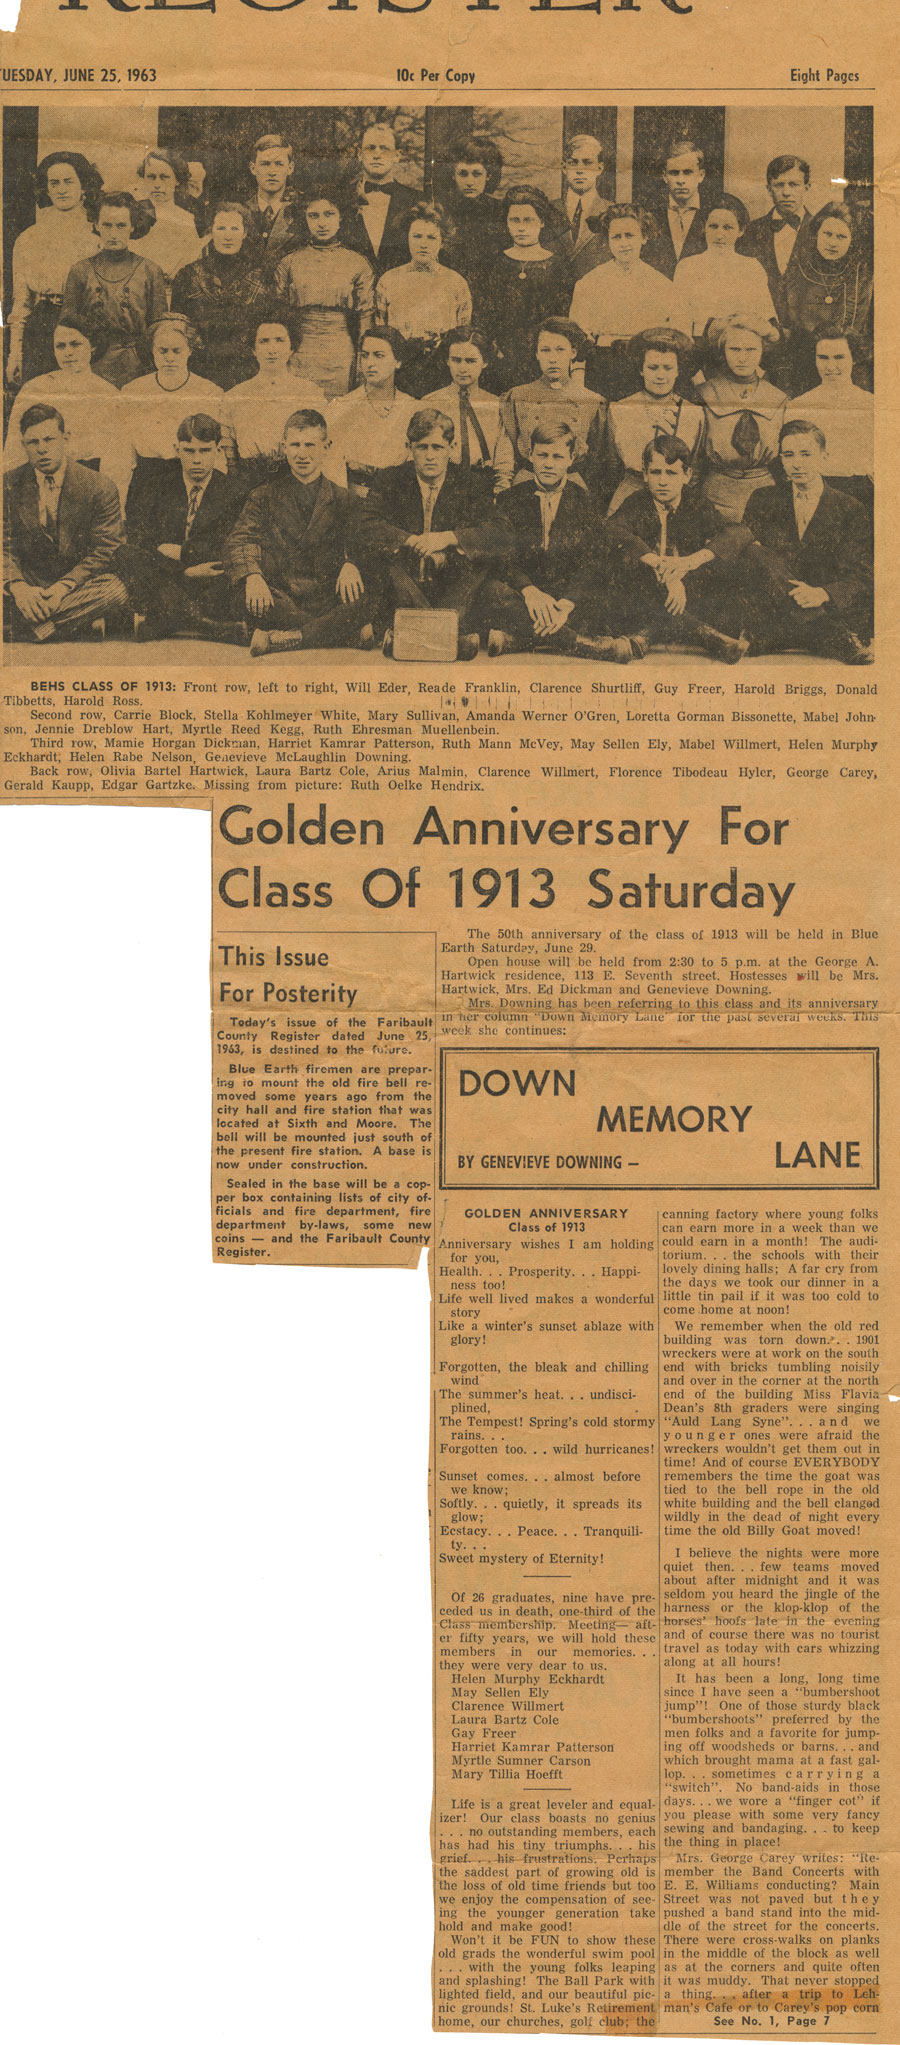 REGISTER
TUESDAY, JUNE 25, 1963
10c Per Copy
Eight Pages
BEHS CLASS OF 1913: Front row, left to right, Will Eder, Reade Franklin, Clarence Shurtliff, Guy Freer, Harold Briggs, Donald
Tibbetts, Harold Ross.
Second row, Carrie Block, Stella Kohlmeyer White, Mary Sullivan, Amanda Werner O'Gren, Loretta Gorman Bissonette, Mabel John-
son, Jennie Dreblow Hart, Myrtle Reed Kegg, Ruth Ehresman Muellenbein.
Third row, Mamie Horgan Dickman, Harriet Kamrar Patterson, Ruth Mann McVey, May Sellen Ely, Mabel Willmert, Helen Murphy
Eckhardt, Helen Rabe Nelson, Genevieve McLaughlin Downing.
Back row, Olivia Bartel Hartwick, Laura Bartz Cole, Arius Malmin, Clarence Willmert, Florence Tibodeau Hyler, George Carey,
Gerald Kaupp, Edgar Gartzke. Missing from picture: Ruth Oelke Hendrix.
Golden Anniversary For
Class Of 1913 Saturday
This Issue
For Posterity
Today's issue of the Faribault
County Register dated June 25,
1963, is destined to the future.
Blue Earth firemen are prepar-
ing to mount the old fire bell re-
moved some years ago from the
city hall and fire station that was
located at Sixth and Moore. The
bell will be mounted just south of
the present fire station. A base is
now under construction.
Sealed in the base will be a cop-
per box containing lists of city of-
ficials and fire department, fire
department by-laws, some new
coins — and the Faribault County
Register.
The 50th anniversary of the class of 1913 will be held in Blue
Earth Saturday, June 29.
Open house will be held from 2:30 to 5 p.m. at the George A.
Hartwick residence, 113 E. Seventh street. Hostesses will be Mrs.
Hartwick, Mrs. Ed Dickman and Genevieve Downing.
Mrs. Downing has been referring to this class and its anniversary
in her column "Down Memory Lane" for the past several weeks. This
week she continues:
DOWN
MEMORY
LANE
BY GENEVIEVE DOWNING —
GOLDEN ANNIVERSARY
Class of 1913
Anniversary wishes I am holding
for you,
Health. . . Prosperity. . . Happi-
ness too!
Life well lived makes a wonderful
story
Like a winter's sunset ablaze with
glory!
Forgotten, the bleak and chilling
wind
The summer's heat. . . undisci-
plined,
The Tempest! Spring's cold stormy
rains. . .
Forgotten too. . . wild hurricanes!
Sunset comes. . . almost before
we know;
Softly. . . quietly, it spreads its
glow;
Ecstacy. . . Peace. . . Tranquili-
ty. . .
Sweet mystery of Eternity!
Of 26 graduates, nine have pre-
ceded us in death, one-third of the
Class membership. Meeting— aft-
er fifty years, we will hold these
members in our memories. . .
they were very dear to us.
Helen Murphy Eckhardt
May Sellen Ely
Clarence Willmert
Laura Bartz Cole
Gay Freer
Harriet Kamrar Patterson
Myrtle Sumner Carson
Mary Tillia Hoefft
Life is a great leveler and equal-
izer! Our class boasts no genius
. . . no outstanding members, each
has had his tiny triumphs. . . his
grief. . . his frustrations. Perhaps
the saddest part of growing old is
the loss of old time friends but too
we enjoy the compensation of see-
ing the younger generation take
hold and make good!
Won't it be FUN to show these
old grads the wonderful swim pool
. . . with the young folks leaping
and splashing! The Ball Park with
lighted field, and our beautiful pic-
nic grounds! St. Luke's Retirement
home, our churches, golf club; the
canning factory where young folks
can earn more in a week than we
could earn in a month! The audi-
torium. . . the schools with their
lovely dining halls; A far cry from
the days we took our dinner in a
little tin pail if it was too cold to
come home at noon!
We remember when the old red
building was torn down. . . 1901
wreckers were at work on the south
end with bricks tumbling noisily
and over in the corner at the north
end of the building Miss Flavia
Dean's 8th graders were singing
"Auld Lang Syne". . . and we
younger ones were afraid the
wreckers wouldn't get them out in
time! And of course EVERYBODY
remembers the time the goat was
tied to the bell rope in the old
white building and the bell clanged
wildly in the dead of night every
time the old Billy Goat moved!
I believe the nights were more
quiet then. . . few teams moved
about after midnight and it was
seldom you heard the jingle of the
harness or the klop-klop of the
horses' hoofs late in the evening
and of course there was no tourist
travel as today with cars whizzing
along at all hours!
It has been a long, long time
since I have seen a "bumbershoot
jump"! One of those sturdy black
"bumbershoots" preferred by the
men folks and a favorite for jump-
ing off woodsheds or barns. . . and
which brought mama at a fast gal-
lop. . . sometimes carrying a
"switch". No band-aids in those
days. . . we wore a "finger cot" if
you please with some very fancy
sewing and bandaging. . . to keep
the thing in place!
Mrs. George Carey writes: "Re-
member the Band Concerts with
E. E. Williams conducting? Main
Street was not paved but they
pushed a band stand into the mid-
dle of the street for the concerts.
There were cross-walks on planks
in the middle of the block as well
as at the corners and quite often
it was muddy. That never stopped
a thing. . . after a trip to Leh-
man's Cafe or to Carey's pop corn
See No. 1, Page 7